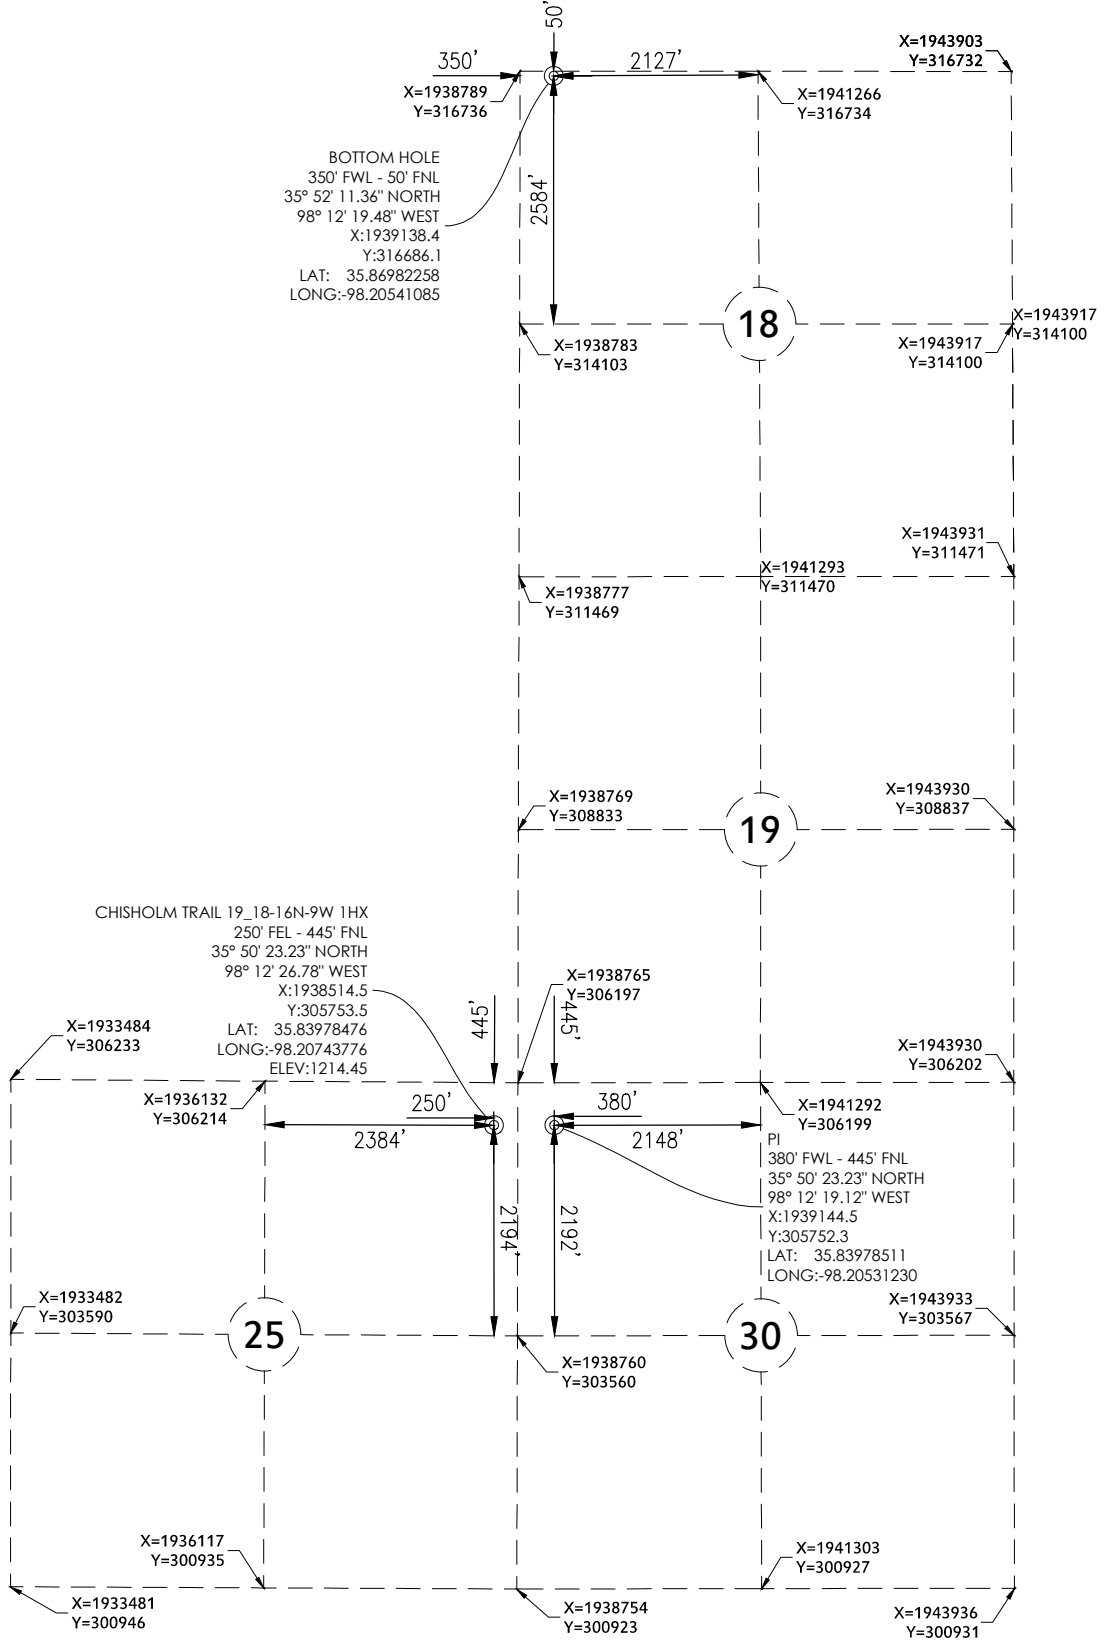 50'
350'
2127'
X=1943903
Y=316732
X=1938789
Y=316736
X=1941266
Y=316734
BOTTOM HOLE
350' FWL - 50' FNL
35° 52' 11.36" NORTH
98° 12' 19.48" WEST
X:1939138.4
Y:316686.1
LAT: 35.86982258
LONG:-98.20541085
2584'
18
X=1938783
Y=314103
X=1943917
Y=314100
X=1943917
Y=314100
X=1943931
Y=311471
X=1941293
Y=311470
X=1938777
Y=311469
X=1938769
Y=308833
19
X=1943930
Y=308837
CHISHOLM TRAIL 19_18-16N-9W 1HX
250' FEL - 445' FNL
35° 50' 23.23" NORTH
98° 12' 26.78" WEST
X:1938514.5
Y:305753.5
LAT: 35.83978476
LONG:-98.20743776
ELEV:1214.45
X=1938765
Y=306197
445'
445'
X=1933484
Y=306233
X=1943930
Y=306202
X=1936132
Y=306214
250'
2384'
380'
2148'
X=1941292
Y=306199
PI
380' FWL - 445' FNL
35° 50' 23.23" NORTH
98° 12' 19.12" WEST
X:1939144.5
Y:305752.3
LAT: 35.83978511
LONG:-98.20531230
2194'
2192'
X=1933482
Y=303590
25
30
X=1943933
Y=303567
X=1938760
Y=303560
X=1936117
Y=300935
X=1941303
Y=300927
X=1933481
Y=300946
X=1938754
Y=300923
X=1943936
Y=300931